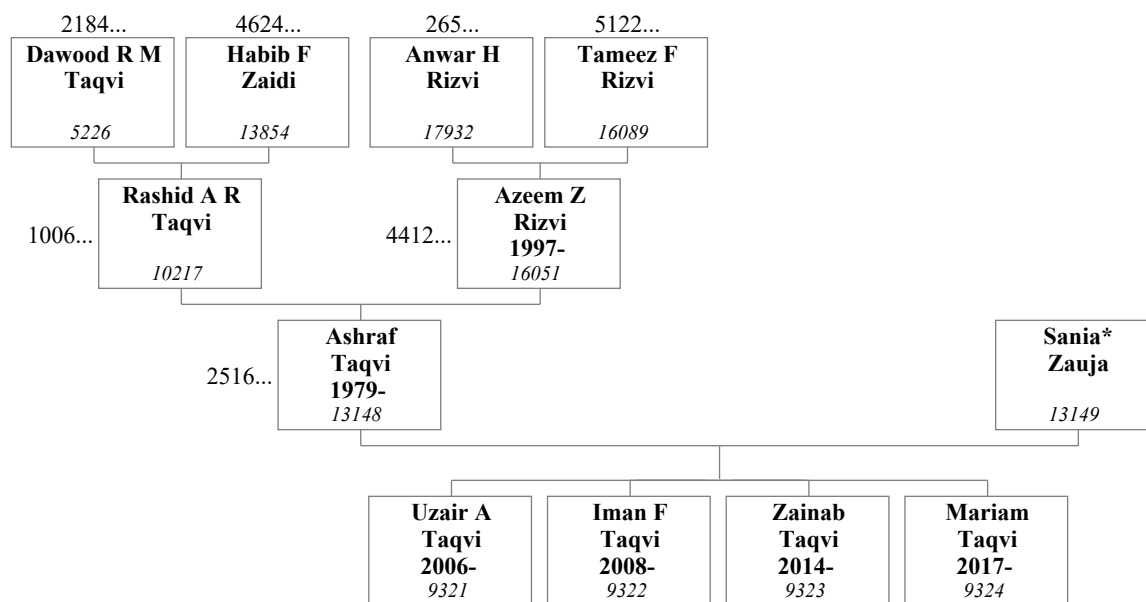 2184... 4624... 265... 5122...
Dawood R M Taqvi 5226
Habib F Zaidi 13854
Anwar H Rizvi 17932
Tameez F Rizvi 16089
1006...
Rashid A R Taqvi 10217
4412...
Azeem Z Rizvi 1997- 16051
2516...
Ashraf Taqvi 1979- 13148
Sania* Zauja 13149
Uzair A Taqvi 2006- 9321
Iman F Taqvi 2008- 9322
Zainab Taqvi 2014- 9323
Mariam Taqvi 2017- 9324